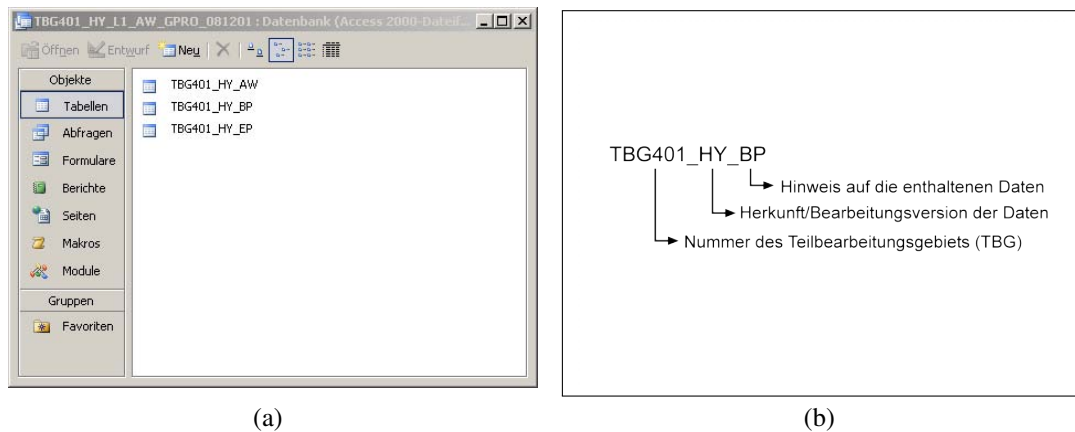 TBG401_HY_L1_AW_GPRO_081201 : Datenbank (Access 2000-Dateif...
Öffnen Entwurf Neu
Objekte
Tabellen
Abfragen
Formulare
Berichte
Seiten
Makros
Module
Gruppen
Favoriten
TBG401_HY_AW
TBG401_HY_BP
TBG401_HY_EP
(a)
TBG401_HY_BP
Hinweis auf die enthaltenen Daten
Herkunft/Bearbeitungsversion der Daten
Nummer des Teilbearbeitungsgebiets (TBG)
(b)